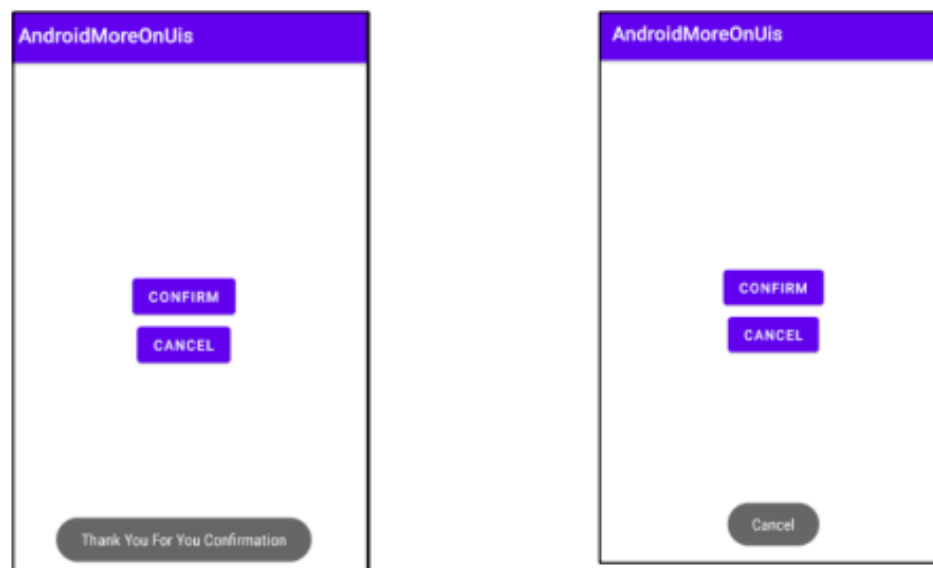 AndroidMoreOnUis
CONFIRM
CANCEL
Thank You For You Confirmation
AndroidMoreOnUis
CONFIRM
CANCEL
Cancel